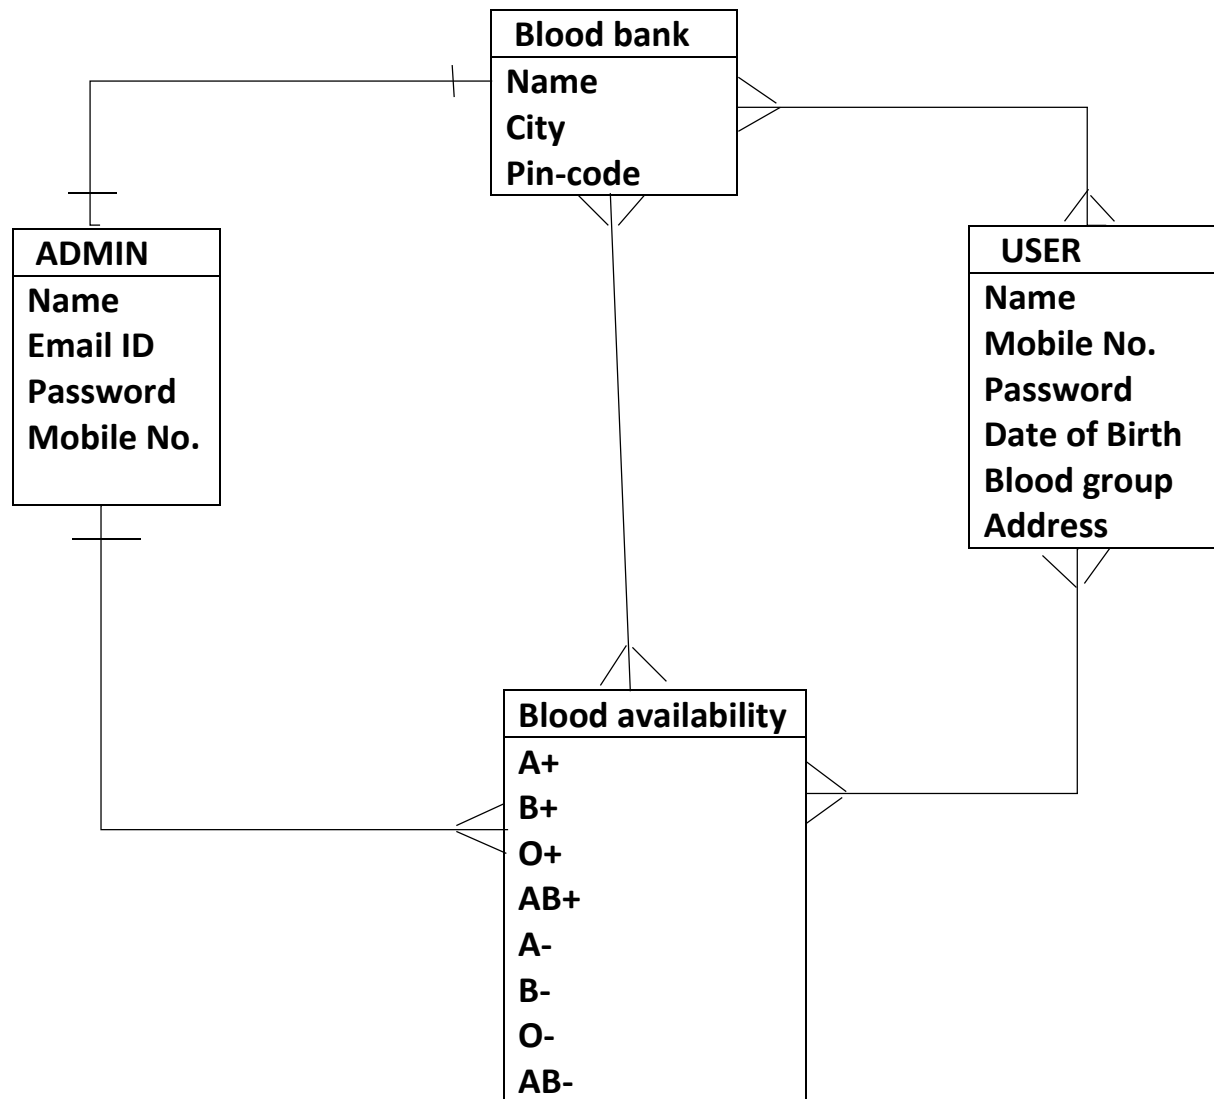 Blood bank
Name
City
Pin-code
ADMIN
Name
Email ID
Password
Mobile No.
USER
Name
Mobile No.
Password
Date of Birth
Blood group
Address
Blood availability
A+
B+
O+
AB+
A-
B-
O-
AB-